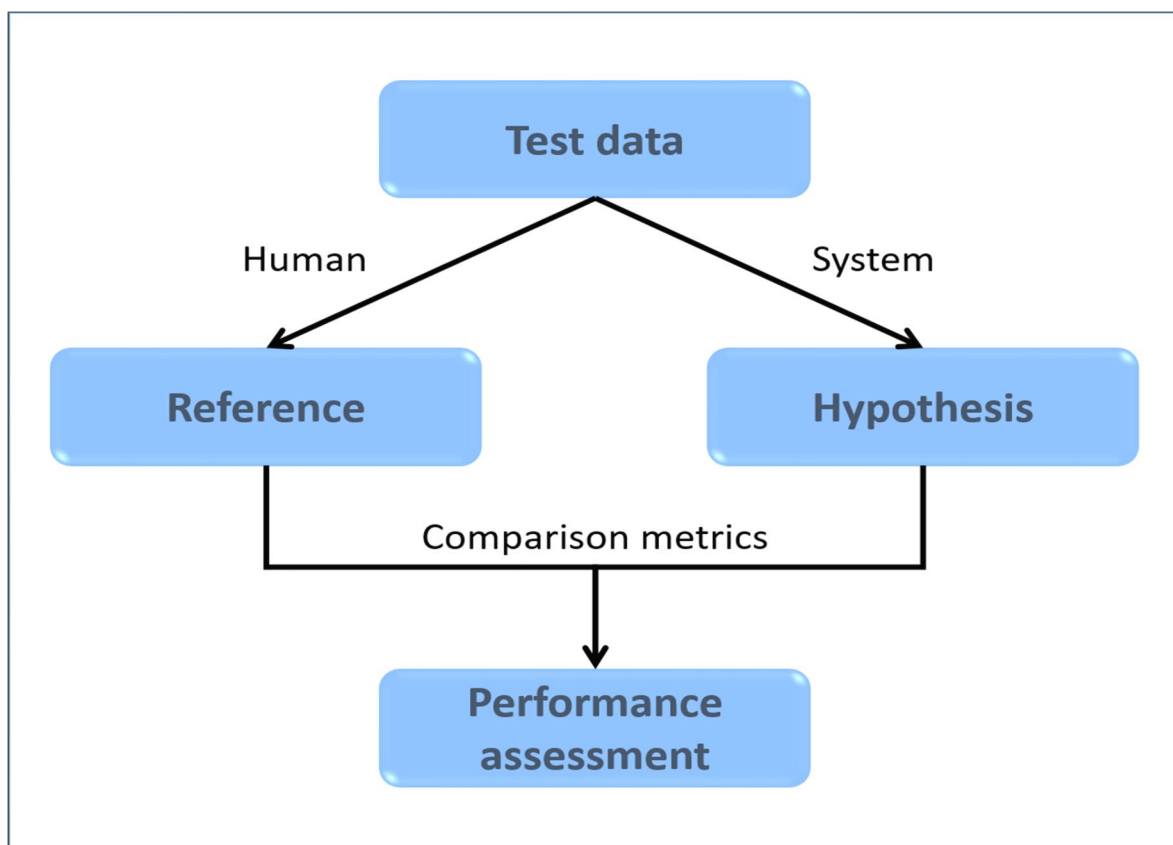 Test data
Human
System
Reference
Hypothesis
Comparison metrics
Performance
assessment